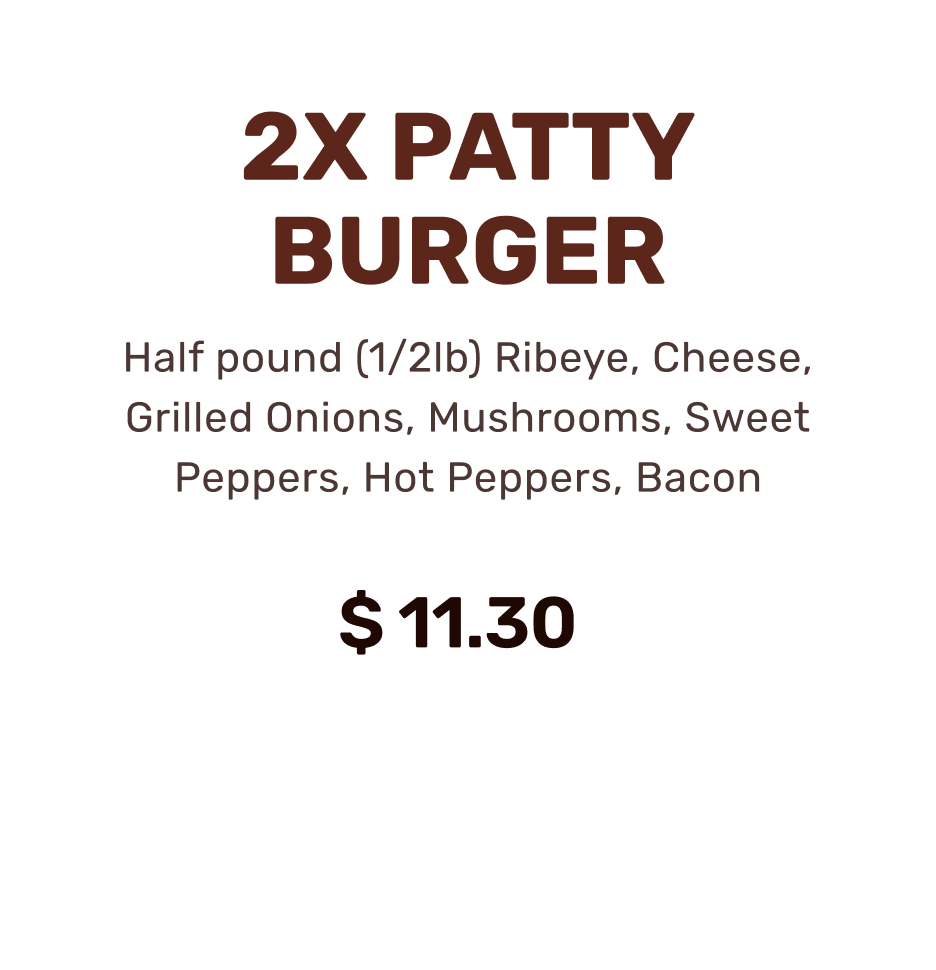 2X PATTY
BURGER
Half pound (1/2lb) Ribeye, Cheese,
Grilled Onions, Mushrooms, Sweet
Peppers, Hot Peppers, Bacon
$ 11.30